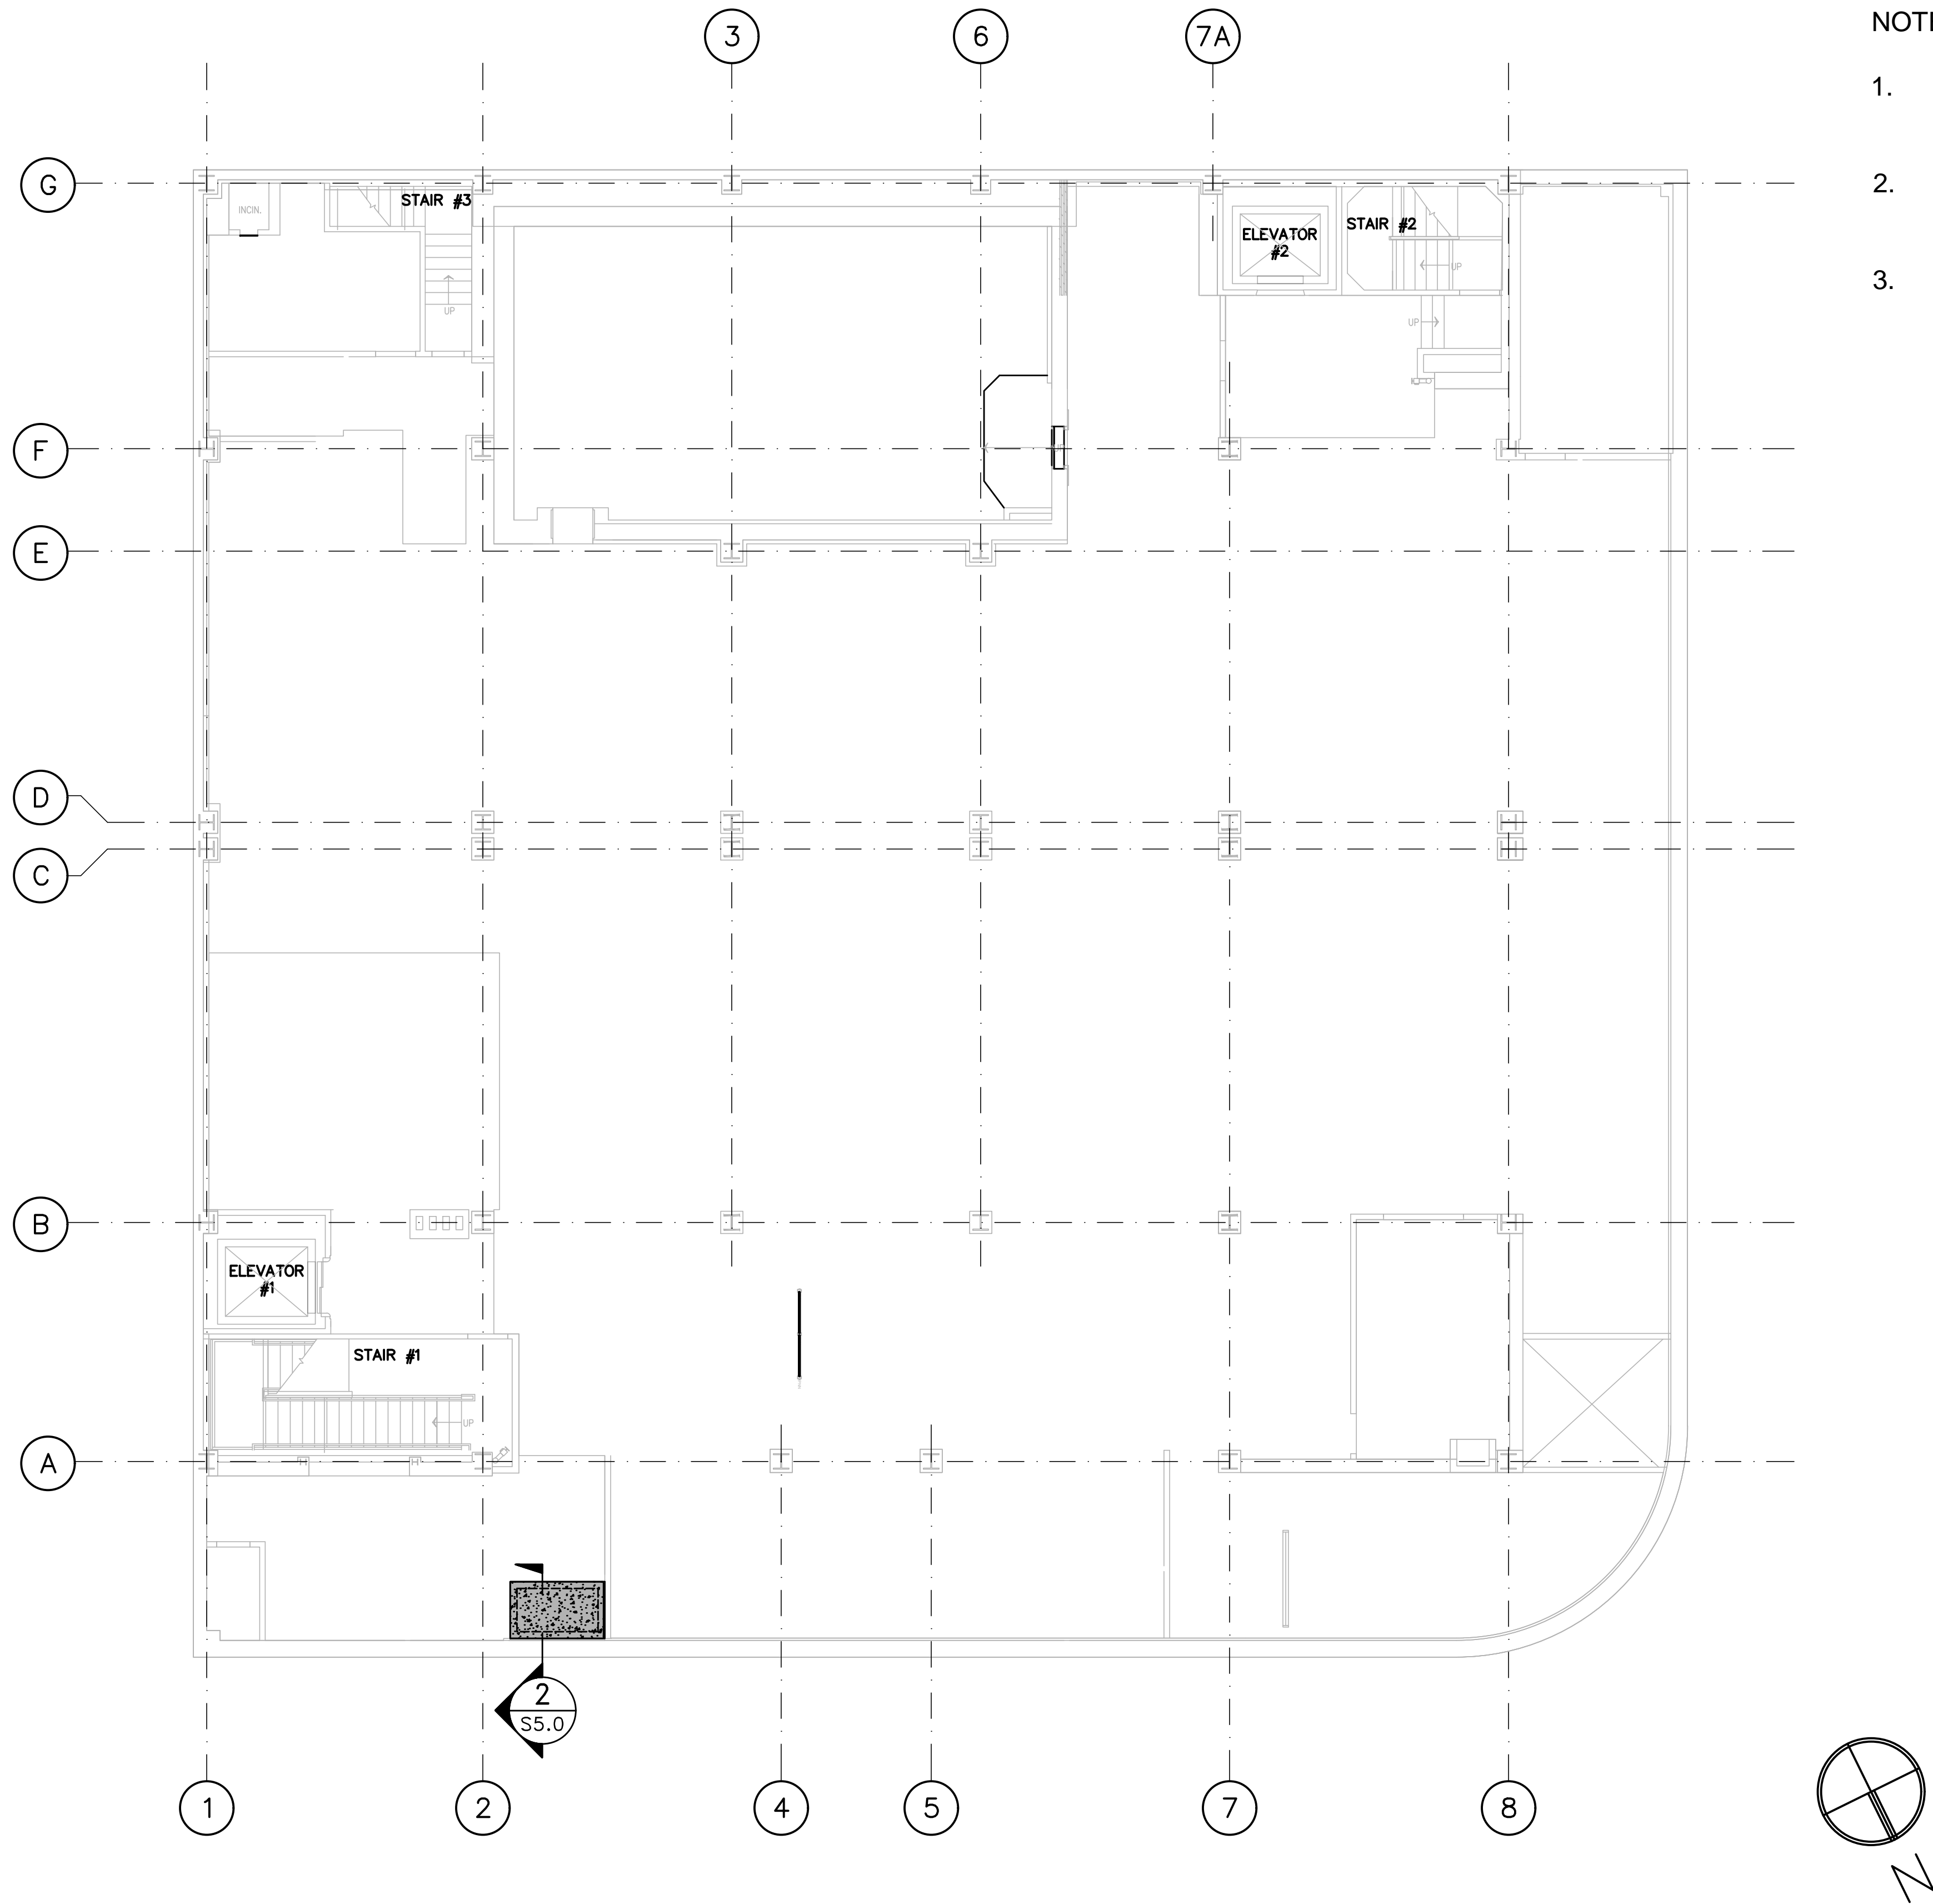 3
6
7A
NOTE
1.
2.
3.
G
INCIN.
STAIR #3
UP
ELEVATOR
#2
STAIR #2
UP
UP
F
E
D
C
B
ELEVATOR
#1
STAIR #1
UP
A
2
S5.0
1
2
4
5
7
8
N